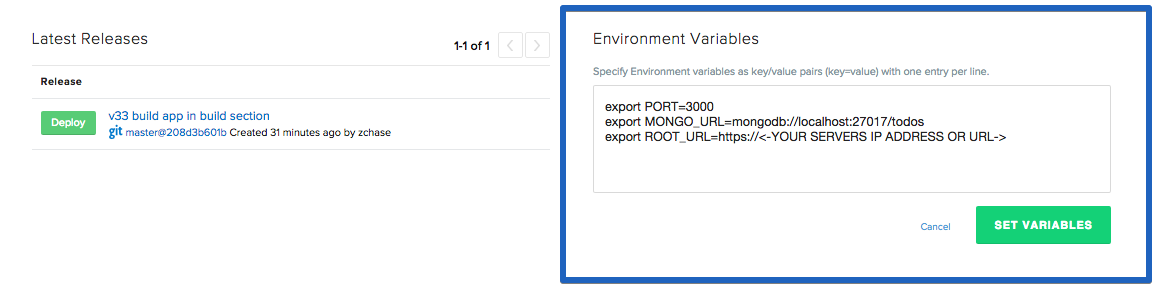 Latest Releases
1-1 of 1
Release
Deploy
v33 build app in build section
git master@208d3b601b Created 31 minutes ago by zchase
Environment Variables
Specify Environment variables as key/value pairs (key=value) with one entry per line.
export PORT=3000
export MONGO_URL=mongodb://localhost:27017/todos
export ROOT_URL=https://<-YOUR SERVERS IP ADDRESS OR URL->
Cancel
SET VARIABLES